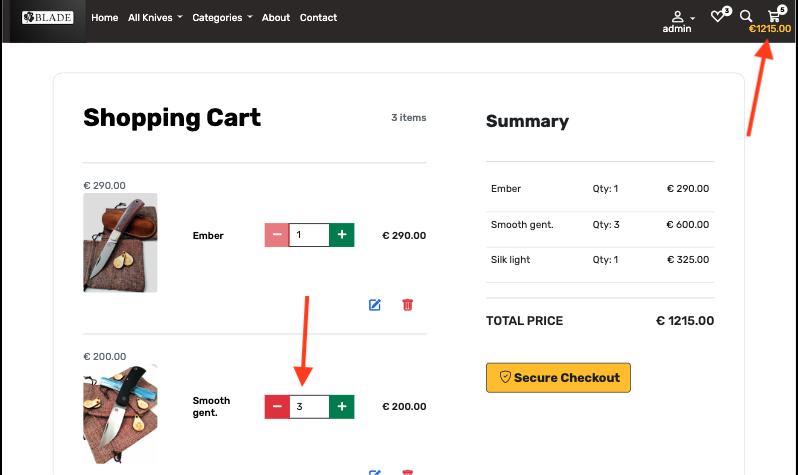 BLADE
Home All Knives Categories About Contact
admin
3
5
€1215.00
Shopping Cart
3 items
€ 290.00
Ember
1
€ 290.00
€ 200.00
Smooth
gent.
3
€ 200.00
Summary
Ember Qty: 1 € 290.00
Smooth gent. Qty: 3 € 600.00
Silk light Qty: 1 € 325.00
TOTAL PRICE € 1215.00
Secure Checkout